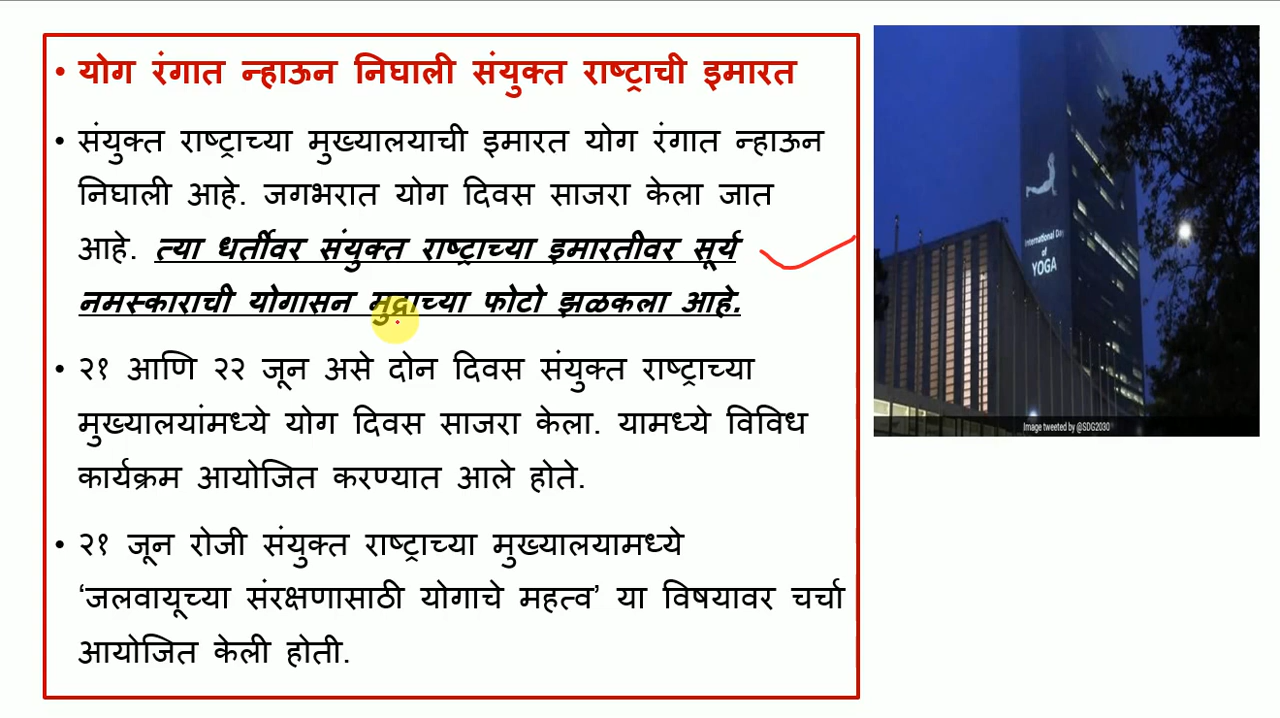 • योग रंगात न्हाऊन निघाली संयुक्त राष्ट्राची इमारत
• संयुक्त राष्ट्राच्या मुख्यालयाची इमारत योग रंगात न्हाऊन
निघाली आहे. जगभरात योग दिवस साजरा केला जात
आहे. त्या धर्तीवर संयुक्त राष्ट्राच्या इमारतीवर सूर्य
नमस्काराची योगासन मुद्राच्या फोटो झळकला आहे.
• २१ आणि २२ जून असे दोन दिवस संयुक्त राष्ट्राच्या
मुख्यालयांमध्ये योग दिवस साजरा केला. यामध्ये विविध
कार्यक्रम आयोजित करण्यात आले होते.
• २१ जून रोजी संयुक्त राष्ट्राच्या मुख्यालयामध्ये
‘जलवायूच्या संरक्षणासाठी योगाचे महत्व’ या विषयावर चर्चा
आयोजित केली होती.
International Day
of
YOGA
Image tweeted by @SDG2030